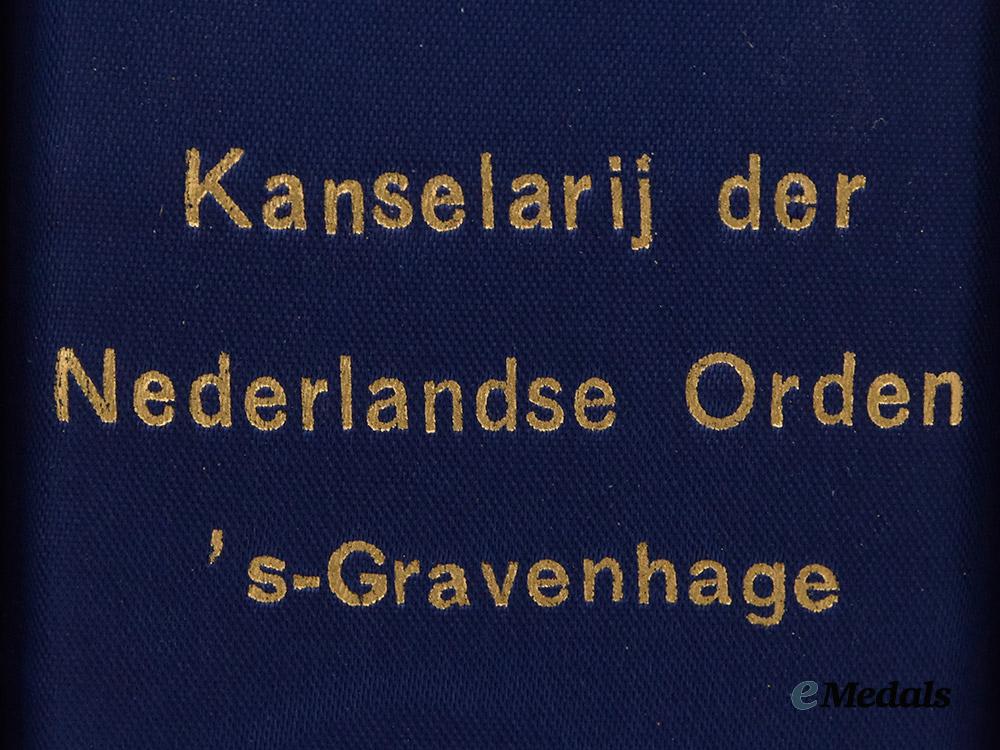 Kanselarij der
Nederlandse Orden
's-Gravenhage
eMedals